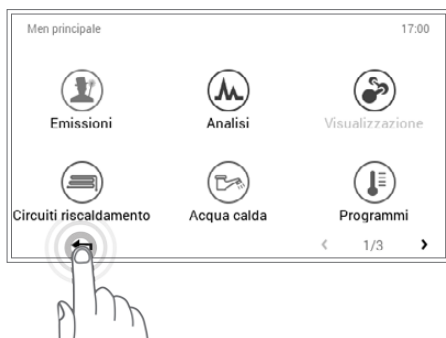 Men principale 17:00
Emissioni Analisi Visualizzazione
Circuiti riscaldamento Acqua calda Programmi
1/3